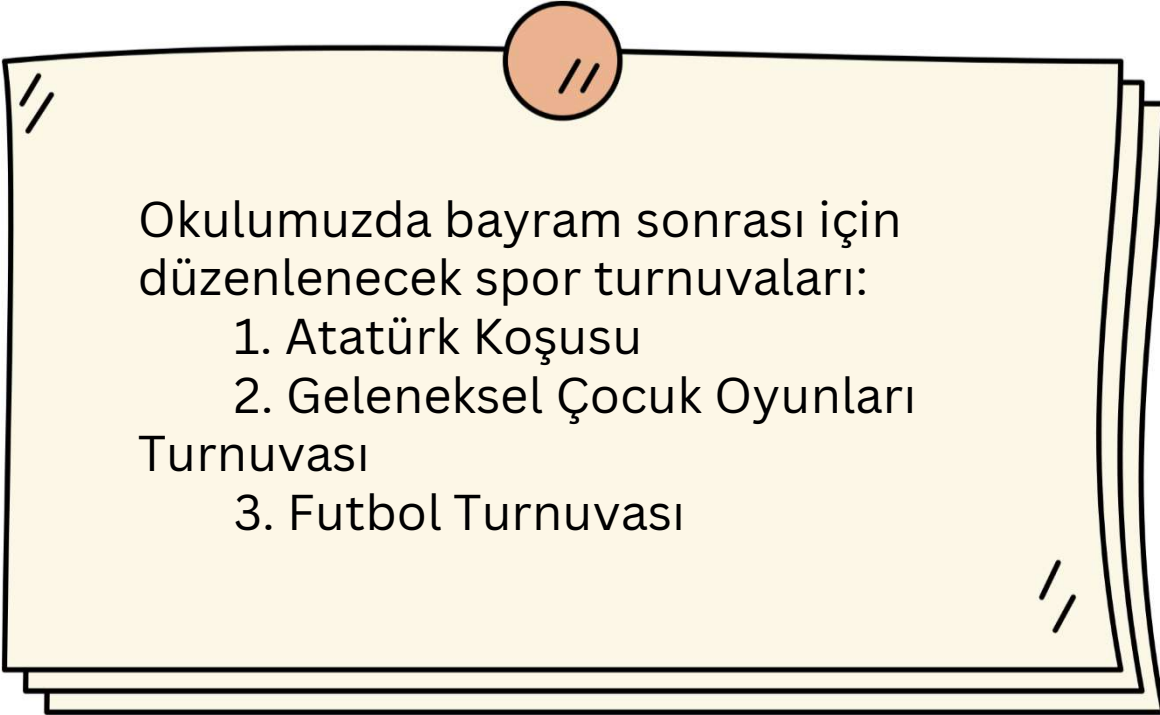 Okulumuzda bayram sonrası için
düzenlenecek spor turnuvaları:
1. Atatürk Koşusu
2. Geleneksel Çocuk Oyunları
Turnuvası
3. Futbol Turnuvası